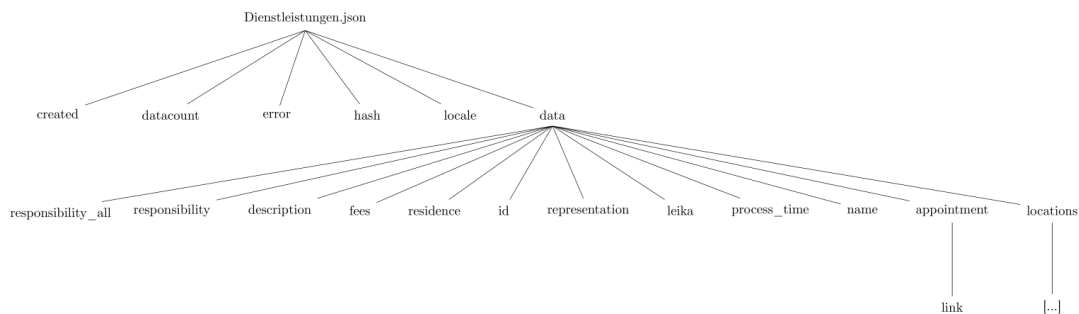 Dienstleistungen.json
created datacount error hash locale data
responsibility_all responsibility description fees residence id representation leika process_time name appointment locations
link [...]